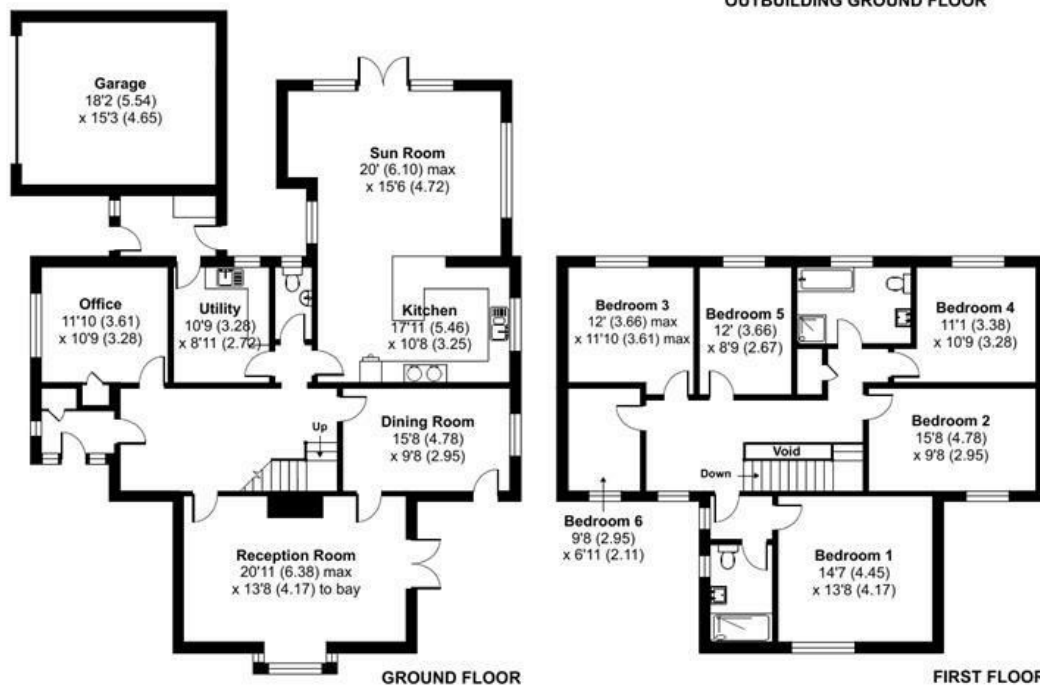 OUTBUILDING GROUND FLOOR
Garage
18'2 (5.54)
x 15'3 (4.65)
Sun Room
20' (6.10) max
x 15'6 (4.72)
Office
11'10 (3.61)
x 10'9 (3.28)
Utility
10'9 (3.28)
x 8'11 (2.72)
Kitchen
17'11 (5.46)
x 10'8 (3.25)
Up
Dining Room
15'8 (4.78)
x 9'8 (2.95)
Reception Room
20'11 (6.38) max
x 13'8 (4.17) to bay
GROUND FLOOR
Bedroom 3
12' (3.66) max
x 11'10 (3.61) max
Bedroom 5
12' (3.66)
x 8'9 (2.67)
Bedroom 4
11'1 (3.38)
x 10'9 (3.28)
Bedroom 2
15'8 (4.78)
x 9'8 (2.95)
Void
Down
Bedroom 6
9'8 (2.95)
x 6'11 (2.11)
Bedroom 1
14'7 (4.45)
x 13'8 (4.17)
FIRST FLOOR